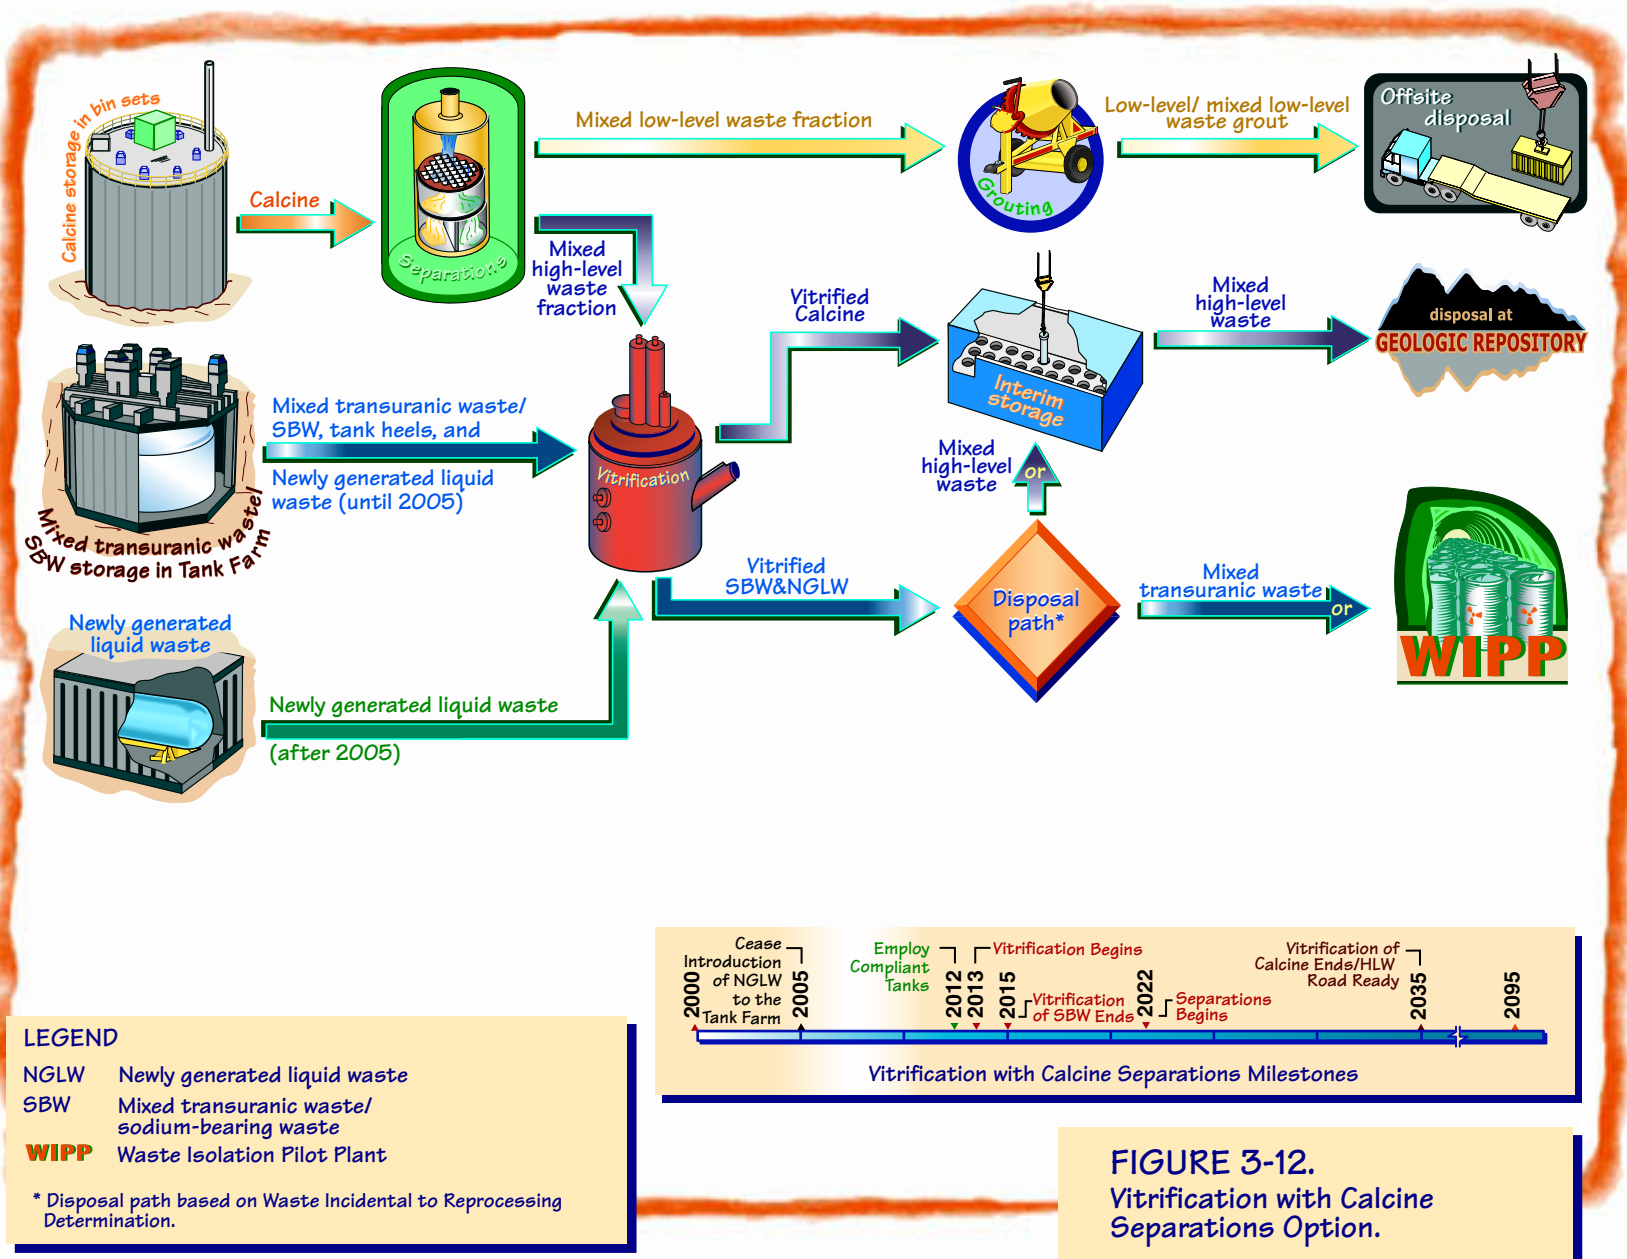 Calcine storage in bin sets
Calcine
Separations
Mixed low-level waste fraction
Grouting
Low-level/ mixed low-level
waste grout
Offsite
disposal
Mixed
high-level
waste
fraction
Vitrified
Calcine
Interim
storage
Mixed
high-level
waste
disposal at
GEOLOGIC REPOSITORY
Mixed transuranic waste/
SBW storage in Tank Farm
Mixed transuranic waste/
SBW, tank heels, and
Newly generated liquid
waste (until 2005)
Vitrification
Mixed
high-level
waste
or
Vitrified
SBW&NGLW
Disposal
path*
Mixed
transuranic waste
or
WIPP
Newly generated
liquid waste
Newly generated liquid waste
(after 2005)
Cease
Introduction
of NGLW
to the
Tank Farm
Employ
Compliant
Tanks
Vitrification Begins
Vitrification
of SBW Ends
Separations
Begins
Vitrification of
Calcine Ends/HLW
Road Ready
2000
2005
2012
2013
2015
2022
2035
2095
Vitrification with Calcine Separations Milestones
LEGEND
NGLW Newly generated liquid waste
SBW Mixed transuranic waste/
sodium-bearing waste
WIPP Waste Isolation Pilot Plant
* Disposal path based on Waste Incidental to Reprocessing
Determination.
FIGURE 3-12.
Vitrification with Calcine
Separations Option.